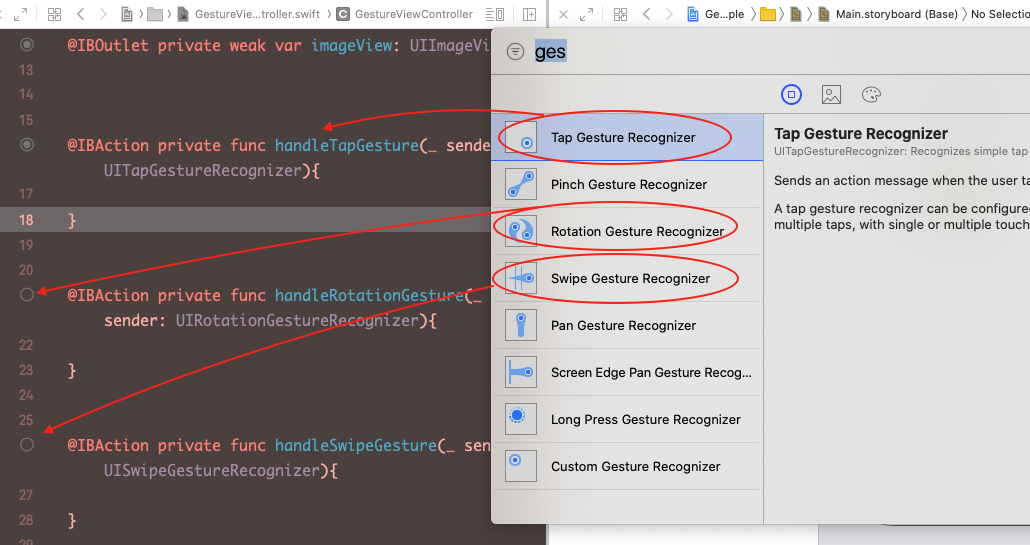 GestureVie...troller.swift
GestureViewController
@IBOutlet private weak var imageView: UIImageVi
13
14
15
@IBAction private func handleTapGesture(_ sende
UITapGestureRecognizer){
17
18 }
19
20
@IBAction private func handleRotationGesture(_
sender: UIRotationGestureRecognizer){
22
23 }
24
25
@IBAction private func handleSwipeGesture(_ sen
UISwipeGestureRecognizer){
27
28 }
29
Ge...ple
Main.storyboard (Base)
No Selectio
ges
Tap Gesture Recognizer
Pinch Gesture Recognizer
Rotation Gesture Recognizer
Swipe Gesture Recognizer
Pan Gesture Recognizer
Screen Edge Pan Gesture Recog...
Long Press Gesture Recognizer
Custom Gesture Recognizer
Tap Gesture Recognizer
UITapGestureRecognizer: Recognizes simple tap
Sends an action message when the user ta
A tap gesture recognizer can be configured
multiple taps, with single or multiple touch